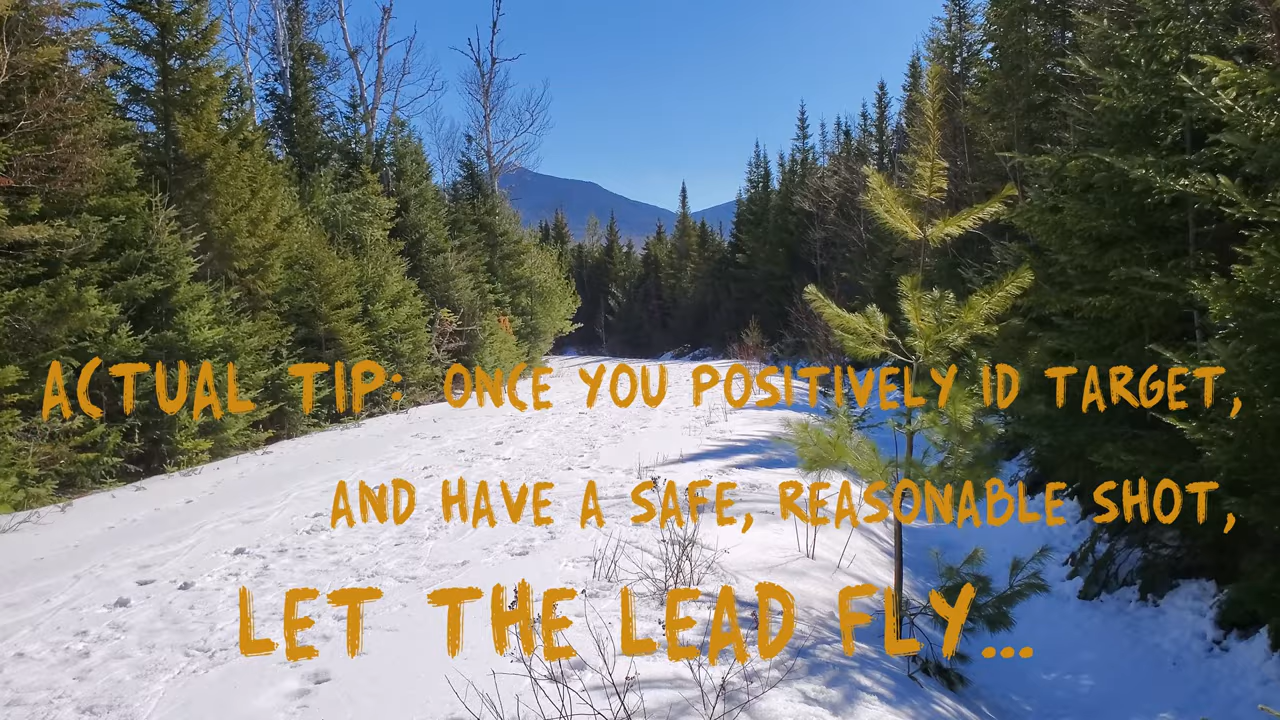 ACTUAL TIP: ONCE YOU POSITIVELY ID TARGET,
AND HAVE A SAFE, REASONABLE SHOT,
LET THE LEAD FLY...